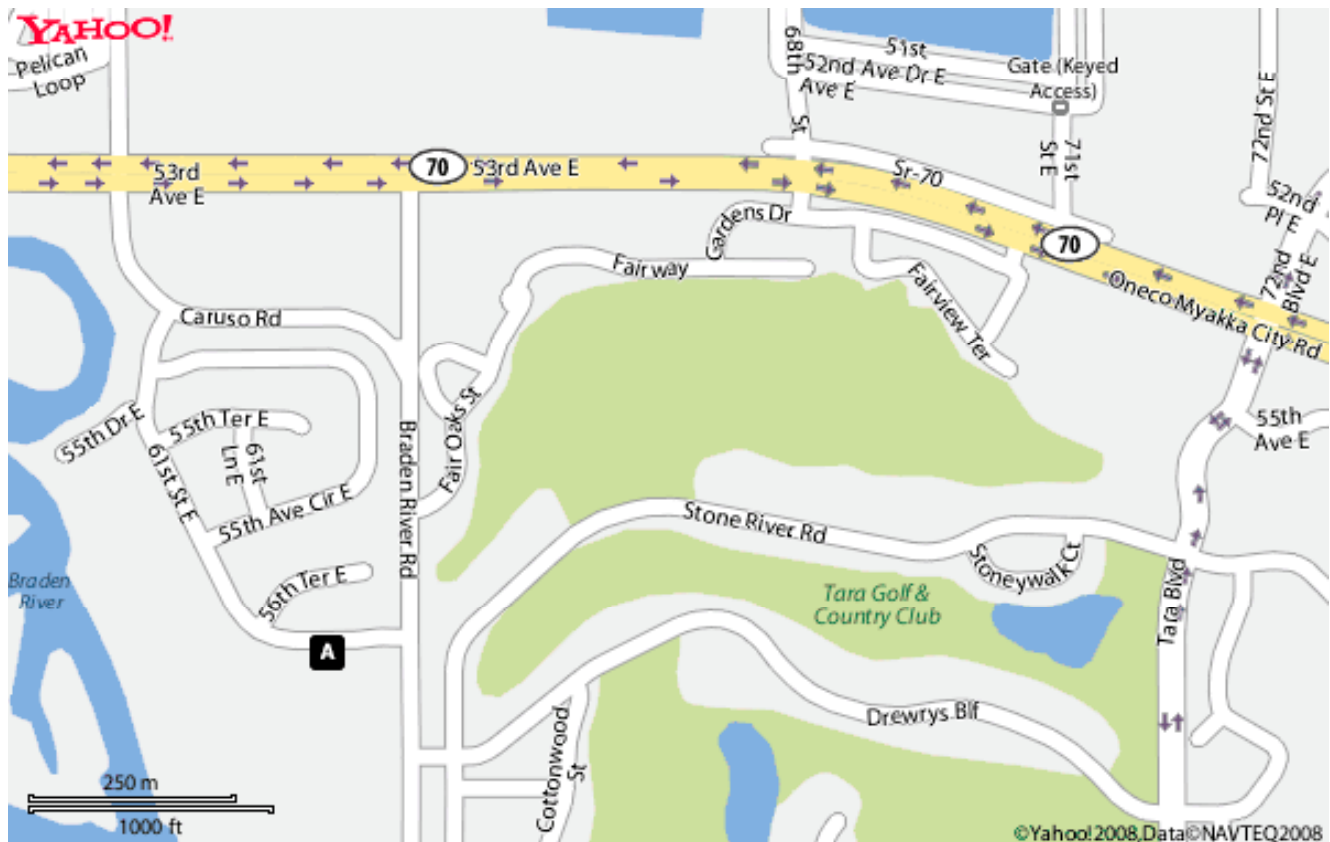 YAHOO!
Pelican
Loop
68th
St
51st
52nd Ave Dr E
Ave E
Gate (Keyed
Access)
72nd St E
71st
St E
53rd
Ave E
70
53rd Ave E
Sr-70
52nd
Pl E
Gardens Dr
70
72nd
Blvd E
Fairway
Fairview Ter
Oneco Myakka City Rd
Caruso Rd
55th Dr E
55th Ter E
61st
Ln E
61st St E
55th Ave Cir E
Braden River Rd
Fair Oaks St
55th
Ave E
Stone River Rd
Stoneywalk Ct
Braden
River
56th Ter E
Tara Golf &
Country Club
Tara Blvd
A
Drewrys Blf
Cottonwood
St
250 m
1000 ft
©Yahoo!2008,Data©NAVTEQ2008